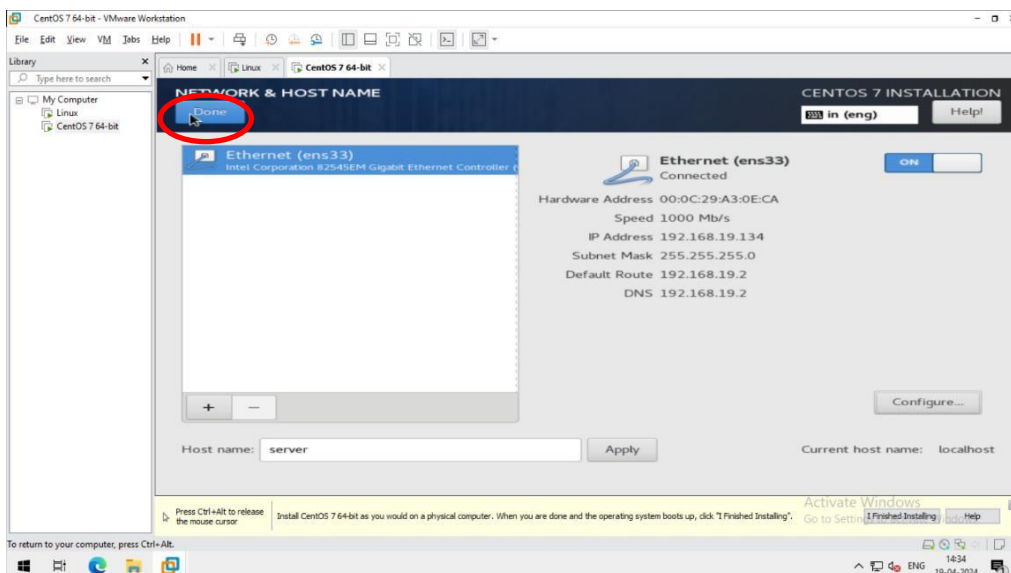 CentOS 7 64-bit - VMware Workstation
File Edit View VM Tabs Help
Library
Type here to search
Home
Linux
CentOS 7 64-bit
My Computer
Linux
CentOS 7 64-bit
NETWORK & HOST NAME
CENTOS 7 INSTALLATION
Done
in (eng)
Help!
Ethernet (ens33)
Intel Corporation 82545EM Gigabit Ethernet Controller (
Ethernet (ens33)
Connected
ON
Hardware Address 00:0C:29:A3:0E:CA
Speed 1000 Mb/s
IP Address 192.168.19.134
Subnet Mask 255.255.255.0
Default Route 192.168.19.2
DNS 192.168.19.2
+ −
Configure...
Host name: server
Apply
Current host name: localhost
Activate Windows
Press Ctrl+Alt to release
the mouse cursor
Install CentOS 7 64-bit as you would on a physical computer. When you are done and the operating system boots up, click "I Finished Installing".
Go to Settin
I Finished Installing
Help
To return to your computer, press Ctrl+Alt.
ENG
14:34
19-04-2024